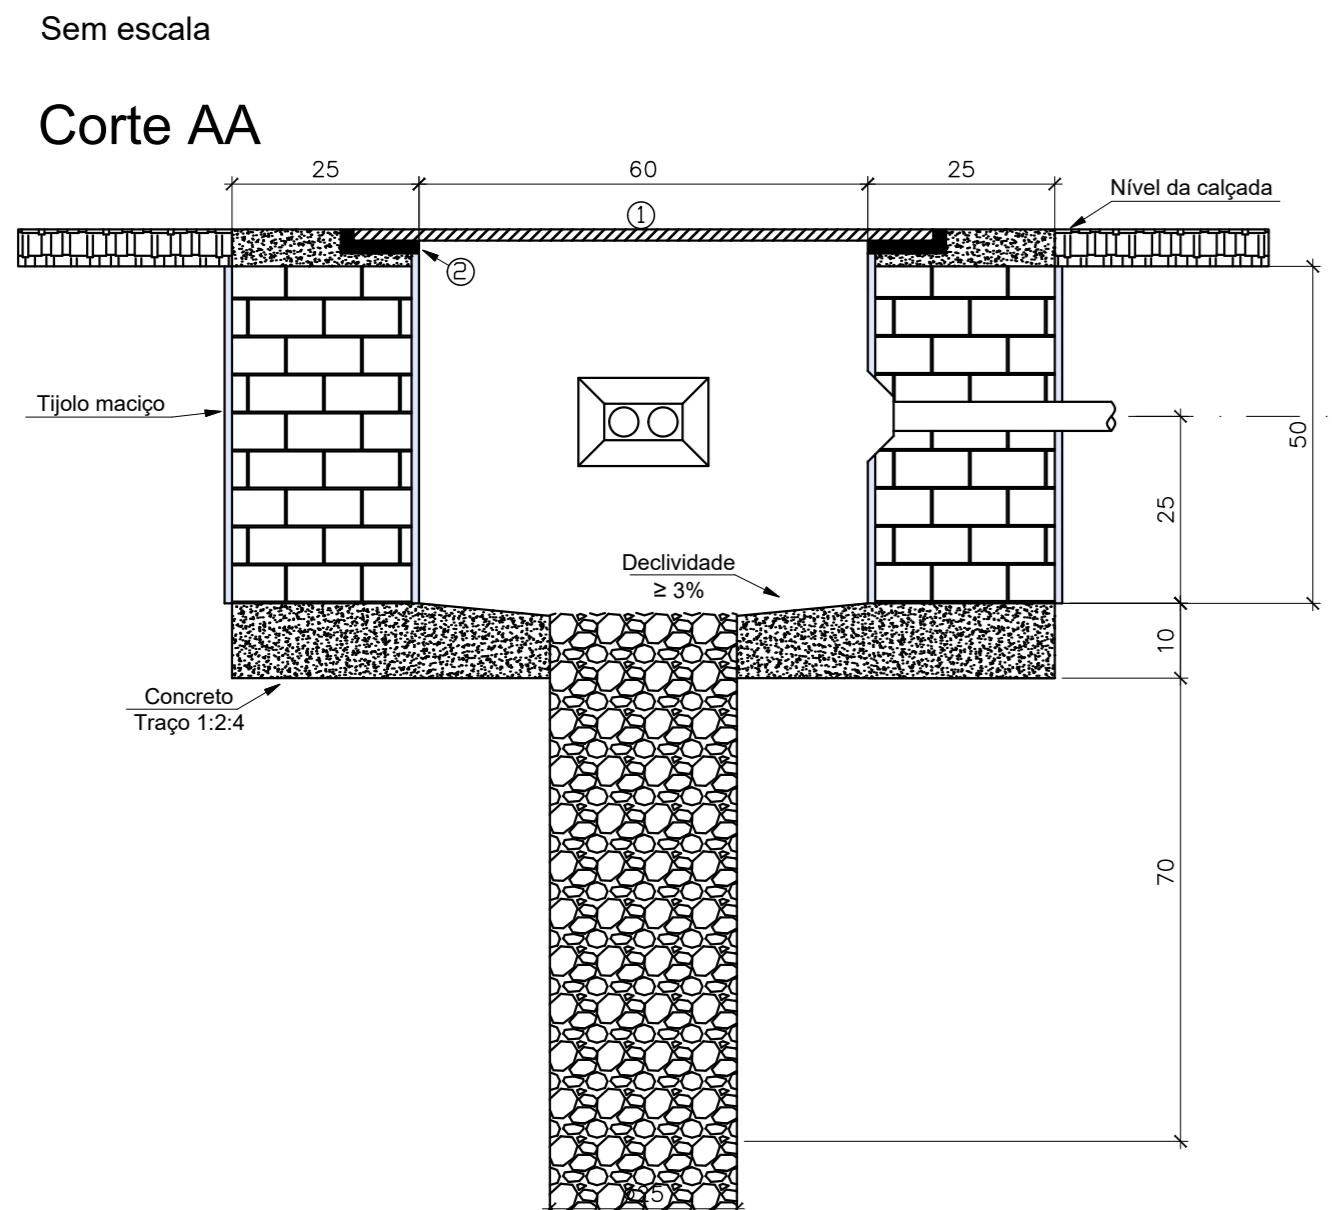 Sem escala
Corte AA
25
60
25
Nível da calçada
1
2
Tijolo maciço
50
25
Declividade
≥ 3%
10
Concreto
Traço 1:2:4
70